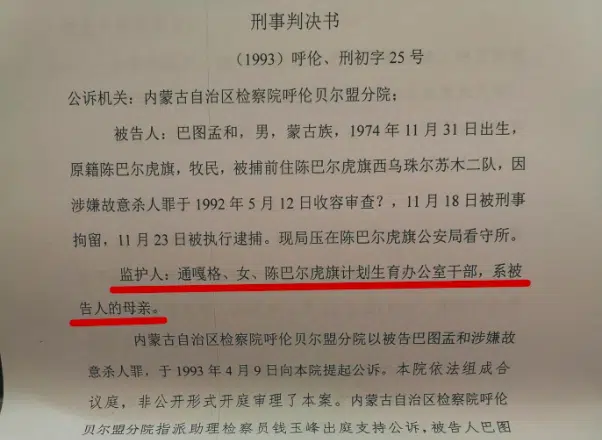 刑事判决书
（1993）呼伦、刑初字 25 号
公诉机关：内蒙古自治区检察院呼伦贝尔盟分院；
被告人：巴图孟和，男，蒙古族，1974 年 11 月 31 日出生，
原籍陈巴尔虎旗，牧民，被捕前住陈巴尔虎旗西乌珠尔苏木二队，因
涉嫌故意杀人罪于 1992 年 5 月 12 日收容审查？，11 月 18 日被刑事
拘留，11 月 23 日被执行逮捕。现局压在陈巴尔虎旗公安局看守所。
监护人：通嘎格、女、陈巴尔虎旗计划生育办公室干部，系被
告人的母亲。
内蒙古自治区检察院呼伦贝尔盟分院以被告巴图孟和涉嫌故
意杀人罪，于 1993 年 4 月 9 日向本院提起公诉。本院依法组成合
议庭，非公开形式开庭审理了本案。内蒙古自治区检察院呼伦
贝尔盟分院指派助理检察员钱玉峰出庭支持公诉，被告人巴图